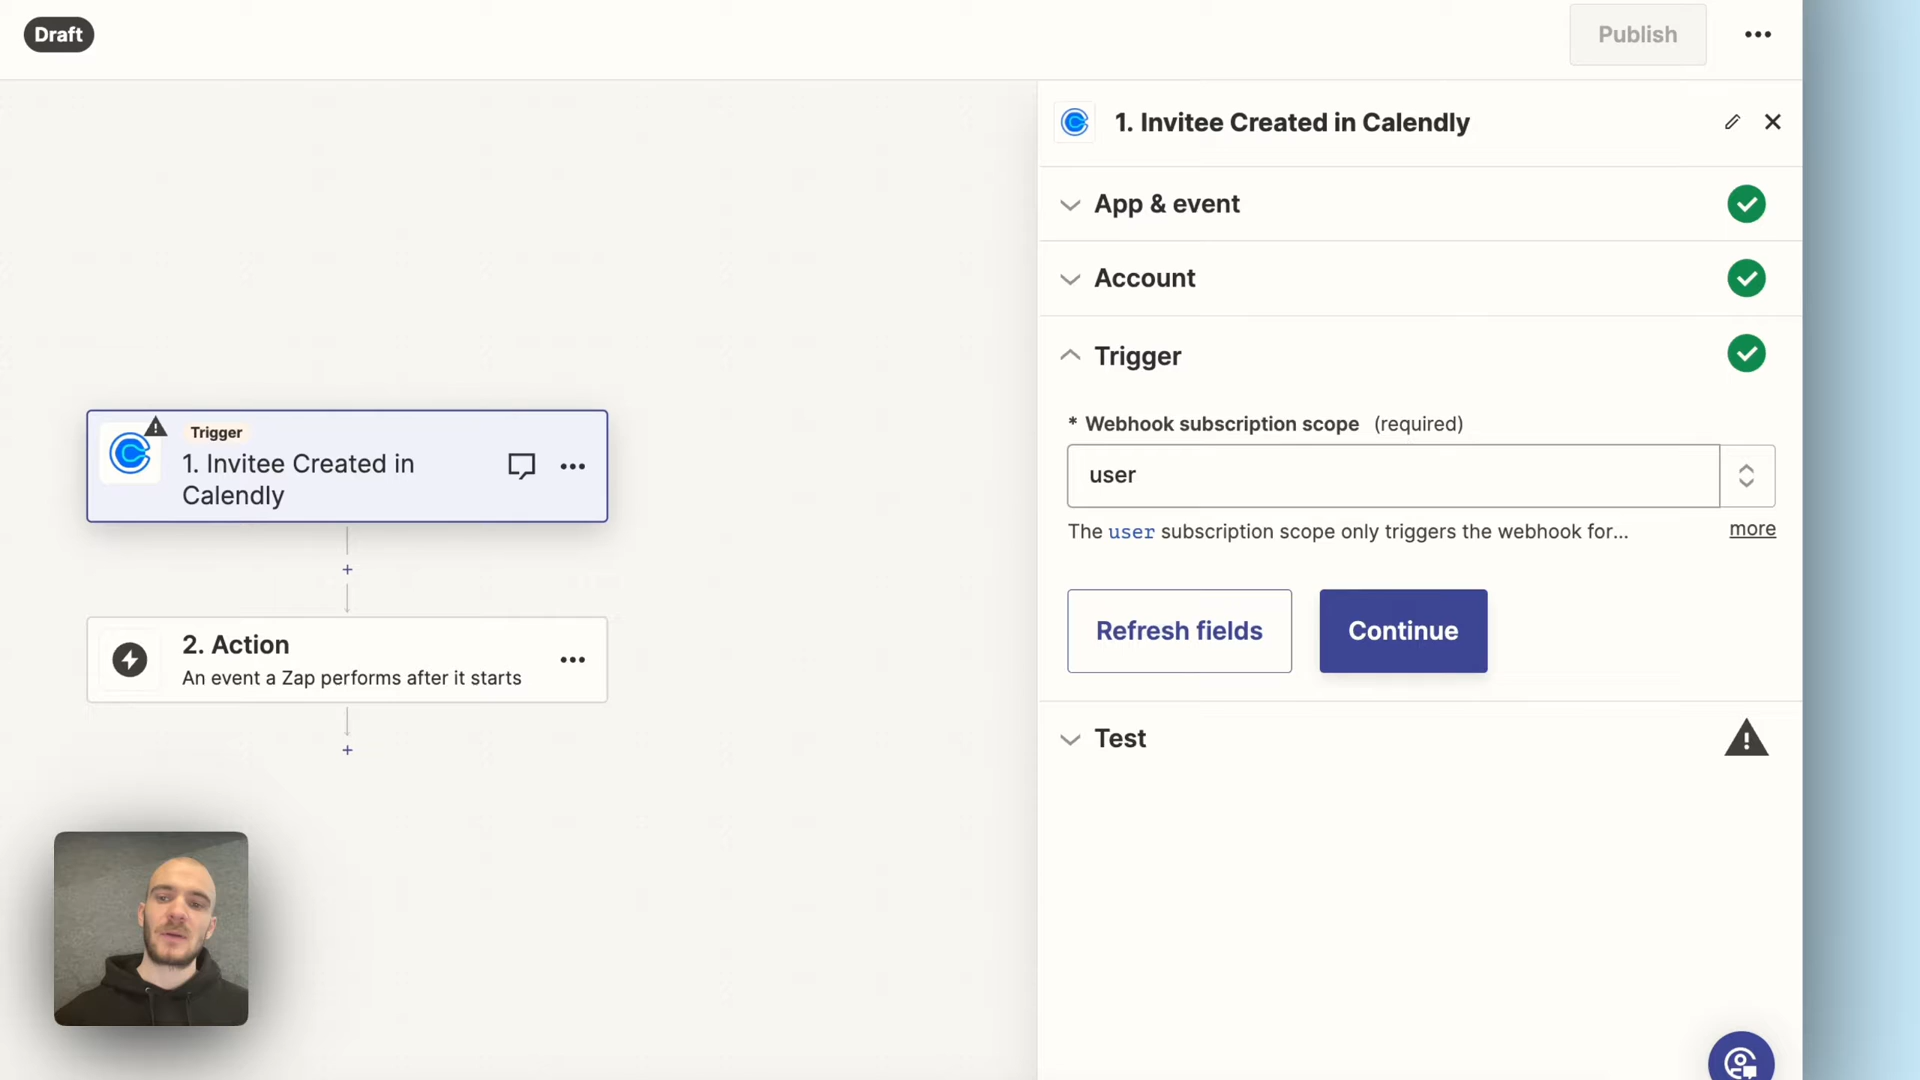 Draft
Publish
1. Invitee Created in Calendly
App & event
Account
Trigger
* Webhook subscription scope (required)
user
The user subscription scope only triggers the webhook for...
more
Refresh fields
Continue
Test
Trigger
1. Invitee Created in
Calendly
2. Action
An event a Zap performs after it starts